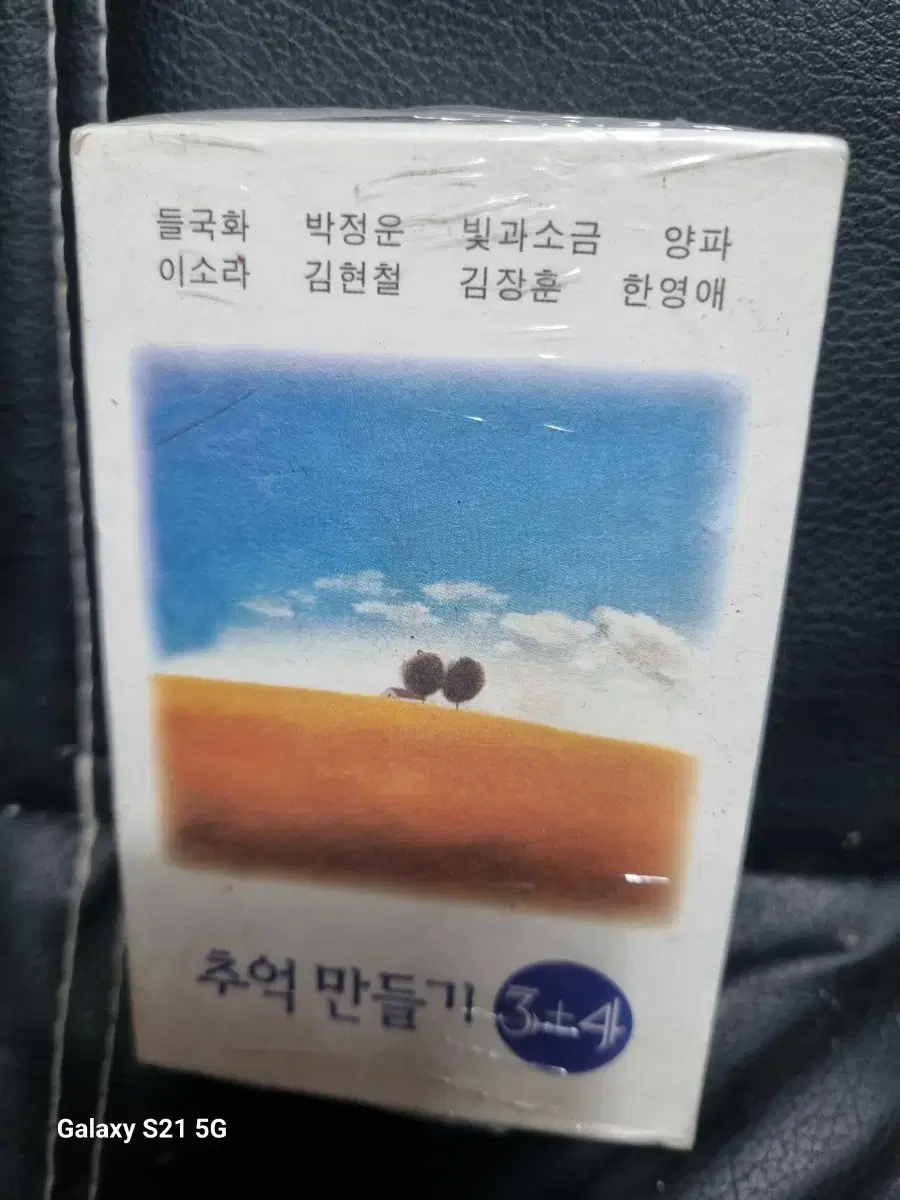 들국화 박정운 빛과소금 양파
이소라 김현철 김장훈 한영애
추억 만들기 3+4
Galaxy S21 5G